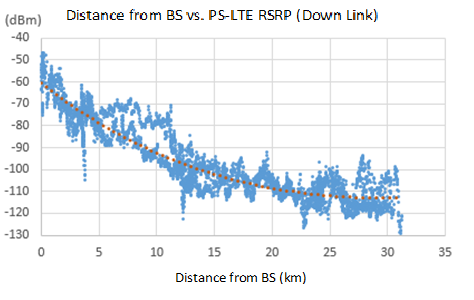 Distance from BS vs. PS-LTE RSRP (Down Link)
(dBm)
-40
-50
-60
-70
-80
-90
-100
-110
-120
-130
0 5 10 15 20 25 30 35
Distance from BS (km)